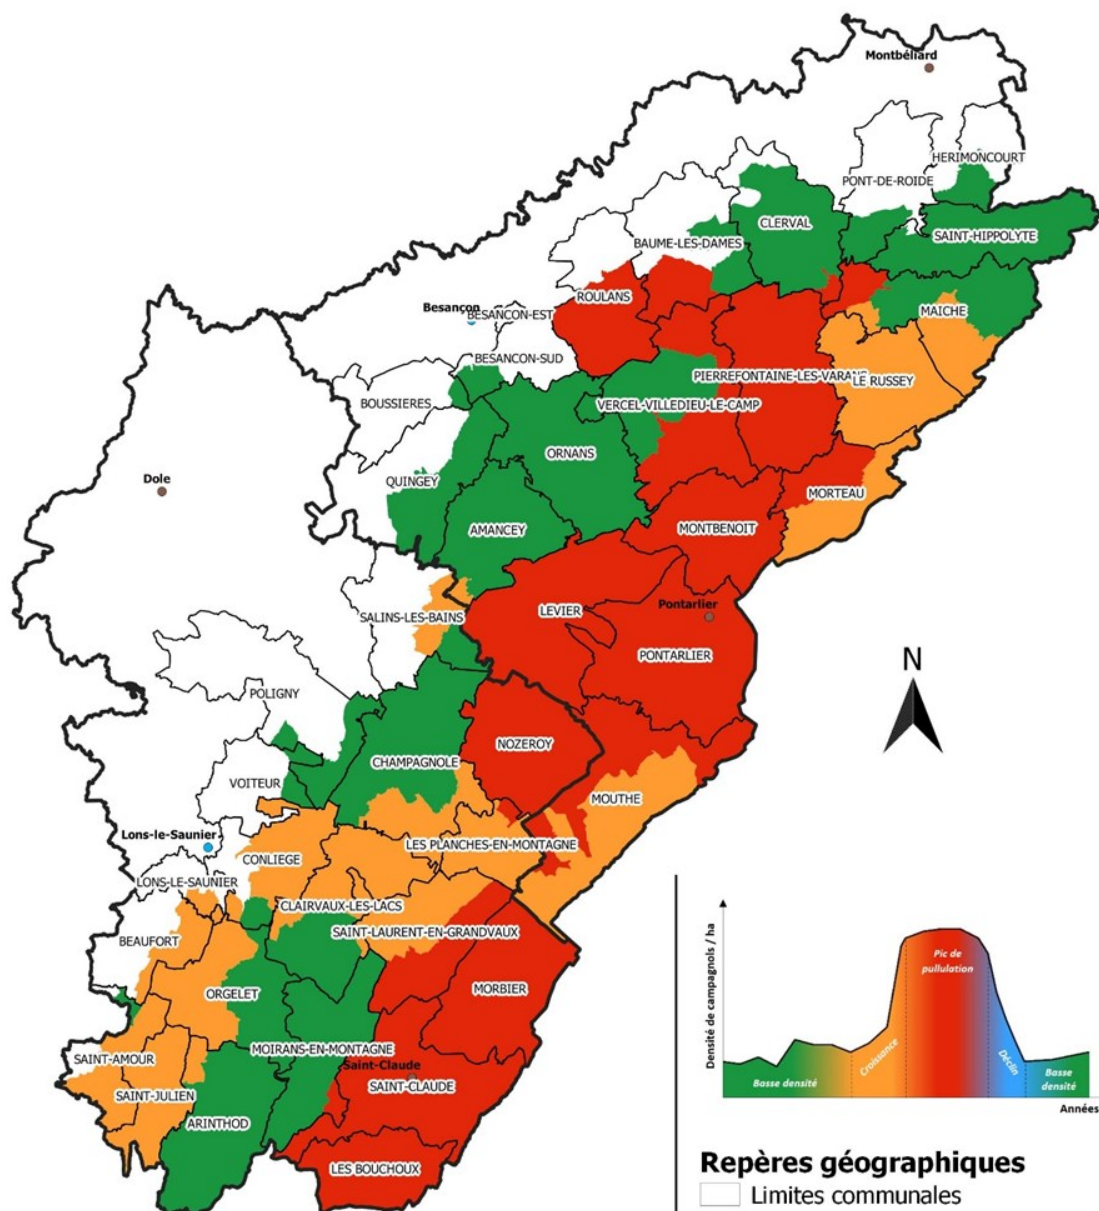 Montbéliard
HERIMONCOURT
PONT-DE-ROIDE
CLERVAL
SAINT-HIPPOLYTE
BAUME-LES-DAMES
ROULANS
Besançon
BESANCON-EST
MAICHE
BESANCON-SUD
PIERREFONTAINE-LES-VARANS
LE RUSSEY
BOUSSIERES
VERCEL-VILLEDIEU-LE-CAMP
ORNANS
Dole
QUINGEY
MORTEAU
AMANCEY
MONTBENOIT
SALINS-LES-BAINS
LEVIER
Pontarlier
PONTARLIER
N
POLIGNY
NOZEROY
CHAMPAGNOLE
VOITEUR
MOUTHE
Lons-le-Saunier
LES PLANCHES-EN-MONTAGNE
CONLIEGE
LONS-LE-SAUNIER
CLAIRVAUX-LES-LACS
SAINT-LAURENT-EN-GRANDVAUX
BEAUFORT
ORGELET
MORBIER
MOIRANS-EN-MONTAGNE
SAINT-AMOUR
Saint-Claude
SAINT-CLAUDE
SAINT-JULIEN
ARINTHOD
LES BOUCHOUX
Densité de campagnols / ha
Pic de
pullulation
Croissance
Déclin
Basse densité
Basse
densité
Années
Repères géographiques
Limites communales